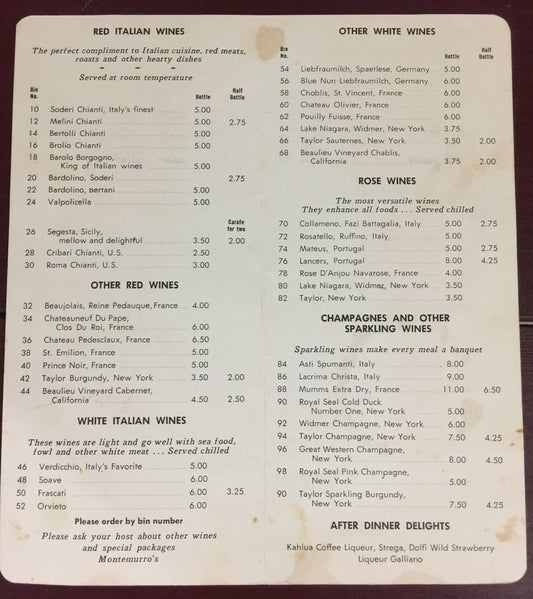 RED ITALIAN WINES
The perfect compliment to Italian cuisine, red meats,
roasts and other hearty dishes
Served at room temperature
Bin No. Bottle Half Bottle
10 Soderi Chianti, Italy's finest 5.00
12 Melini Chianti 5.00 2.75
14 Bertolli Chianti 5.00
16 Brolio Chianti 5.00
18 Barolo Borgogno,
King of Italian wines 5.00
20 Bardolino, Soderi 2.75
22 Bardolino, Bertani 5.00
24 Valpolicella 5.00
Carafe for two
26 Segesta, Sicily,
mellow and delightful 3.50 2.00
28 Cribari Chianti, U.S. 2.50
30 Roma Chianti, U.S. 3.00
OTHER RED WINES
32 Beaujolais, Reine Pedauque, France 4.00
34 Chateauneuf Du Pape,
Clos Du Roi, France 6.00
36 Chateau Pedesclaux, France 6.50
38 St. Emilion, France 5.00
40 Prince Noir, France 5.00
42 Taylor Burgundy, New York 3.50 2.00
44 Beaulieu Vineyard Cabernet,
California 4.50 2.50
WHITE ITALIAN WINES
These wines are light and go well with sea food,
fowl and other white meat ... Served chilled
46 Verdicchio, Italy's Favorite 5.00
48 Soave 6.00
50 Frascati 6.00 3.25
52 Orvieto 6.00
Please order by bin number
Please ask your host about other wines
and special packages
Montemurro's
OTHER WHITE WINES
Bin No. Bottle Half Bottle
54 Liebfraumilch, Spaetlese, Germany 5.00
56 Blue Nun Liebfraumilch, Germany 6.00
58 Choblis, St. Vincent, France 6.00
60 Chateau Olivier, France 6.00
62 Pouilly Fuisse, France 6.00
64 Lake Niagara, Widmer, New York 3.75
66 Taylor Sauternes, New York 3.50 2.00
68 Beaulieu Vineyard Chablis,
California 3.75 2.00
ROSE WINES
The most versatile wines
They enhance all foods ... Served chilled
70 Collameno, Fazi Battagalia, Italy 5.00 2.75
72 Rosatello, Ruffino, Italy 5.00
74 Mateus, Portugal 5.00 2.75
76 Lancers, Portugal 8.00 4.25
78 Rose D'Anjou Navarose, France 4.00
80 Lake Niagara, Widmer, New York 3.50
82 Taylor, New York 3.50
CHAMPAGNES AND OTHER
SPARKLING WINES
Sparkling wines make every meal a banquet
84 Asti Spumanti, Italy 8.00
86 Lacrima Christa, Italy 9.00
88 Mumms Extra Dry, France 11.00 6.50
90 Royal Seal Cold Duck
Number One, New York 5.00
92 Widmer Champagne, New York 6.00
94 Taylor Champagne, New York 7.50 4.25
96 Great Western Champagne,
New York 8.00 4.50
98 Royal Seal Pink Champagne,
New York 5.00
90 Taylor Sparkling Burgundy,
New York 7.50 4.25
AFTER DINNER DELIGHTS
Kahlua Coffee Liqueur, Strega, Dolfi Wild Strawberry
Liqueur Galliano